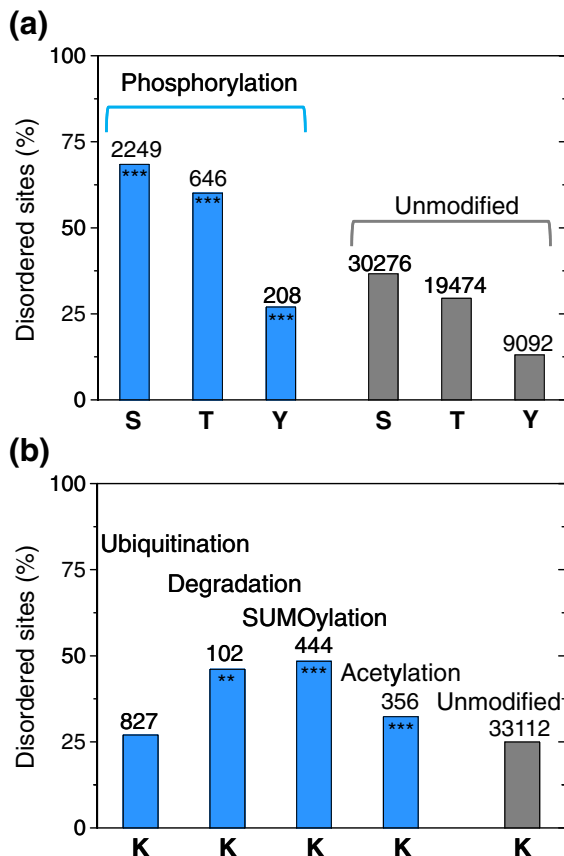 (a)
100
75
50
25
0
Disordered sites (%)
Phosphorylation
2249
***
646
***
208
***
Unmodified
30276
19474
9092
S T Y S T Y
(b)
100
75
50
25
0
Disordered sites (%)
Ubiquitination
Degradation
SUMOylation
Acetylation
Unmodified
827
102
**
444
***
356
***
33112
K K K K K